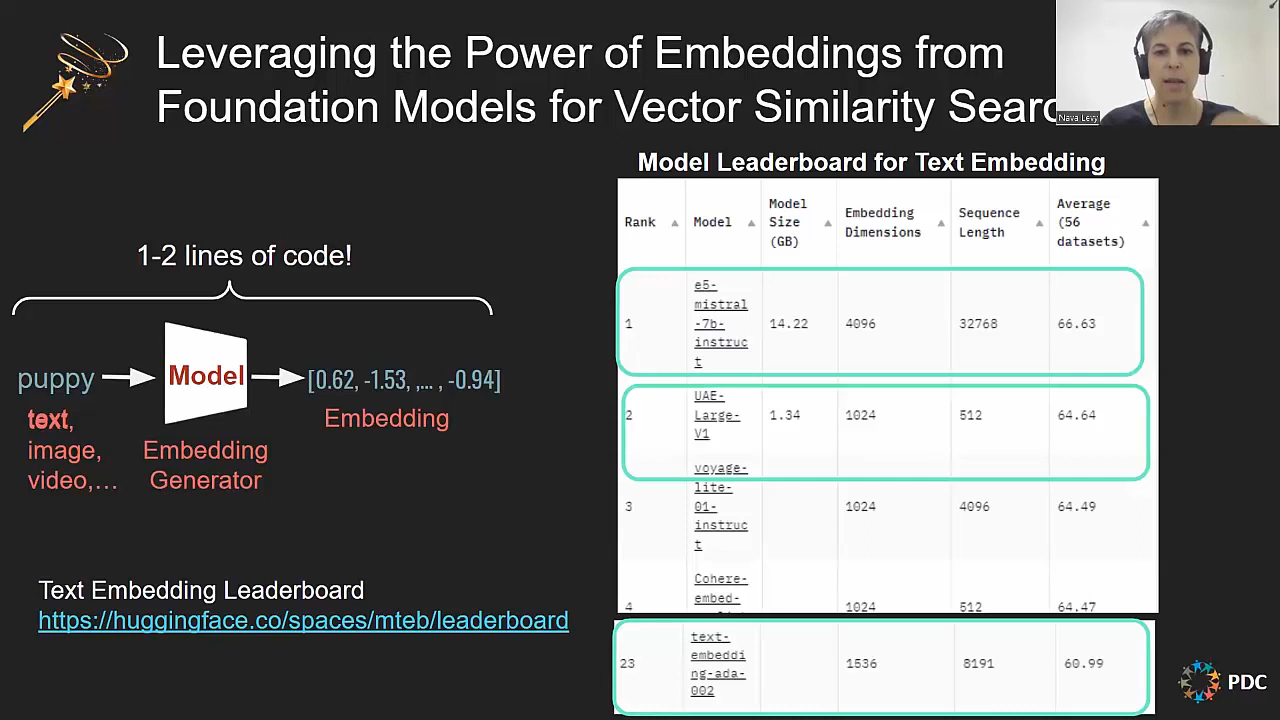 Leveraging the Power of Embeddings from
Foundation Models for Vector Similarity Searc
Nava Levy
Model Leaderboard for Text Embedding
1-2 lines of code!
puppy
Model
[0.62, -1.53, ,... , -0.94]
text,
image,
video,...
Embedding
Generator
Embedding
Text Embedding Leaderboard
https://huggingface.co/spaces/mteb/leaderboard
Rank Model Model Size (GB) Embedding Dimensions Sequence Length Average (56 datasets)
1 e5-mistral-7b-instruct 14.22 4096 32768 66.63
2 UAE-Large-V1 1.34 1024 512 64.64
3 voyage-lite-01-instruct 1024 4096 64.49
4 Cohere-embed- 1024 512 64.47
23 text-embedding-ada-002 1536 8191 60.99
PDC